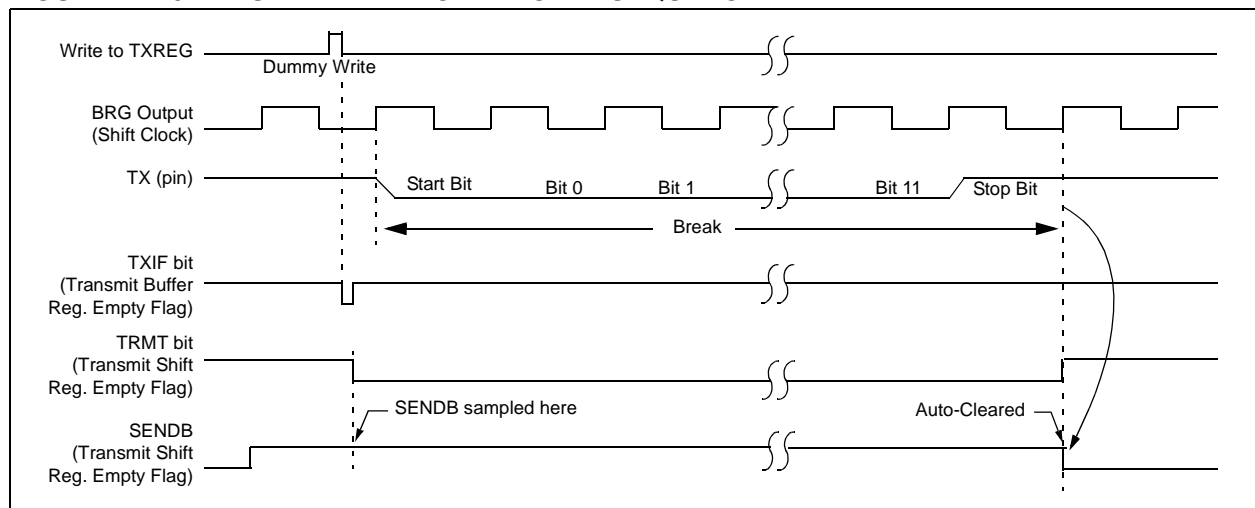 Write to TXREG
Dummy Write
BRG Output
(Shift Clock)
TX (pin)
Start Bit
Bit 0
Bit 1
Bit 11
Stop Bit
Break
TXIF bit
(Transmit Buffer
Reg. Empty Flag)
TRMT bit
(Transmit Shift
Reg. Empty Flag)
SENDB sampled here
Auto-Cleared
SENDB
(Transmit Shift
Reg. Empty Flag)